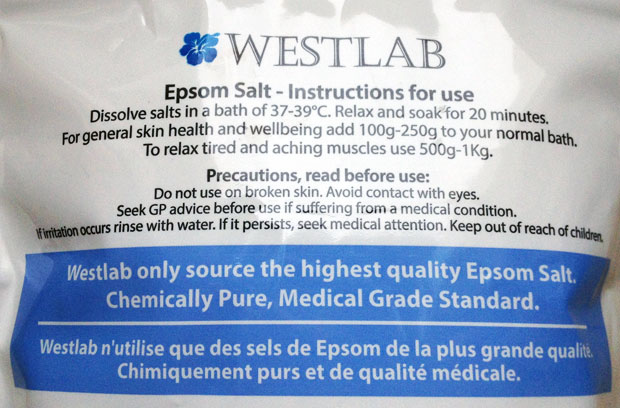 WESTLAB
Epsom Salt - Instructions for use
Dissolve salts in a bath of 37-39°C. Relax and soak for 20 minutes.
For general skin health and wellbeing add 100g-250g to your normal bath.
To relax tired and aching muscles use 500g-1Kg.
Precautions, read before use:
Do not use on broken skin. Avoid contact with eyes.
Seek GP advice before use if suffering from a medical condition.
If irritation occurs rinse with water. If it persists, seek medical attention. Keep out of reach of children.
Westlab only source the highest quality Epsom Salt.
Chemically Pure, Medical Grade Standard.
Westlab n'utilise que des sels de Epsom de la plus grande qualité.
Chimiquement purs et de qualité médicale.